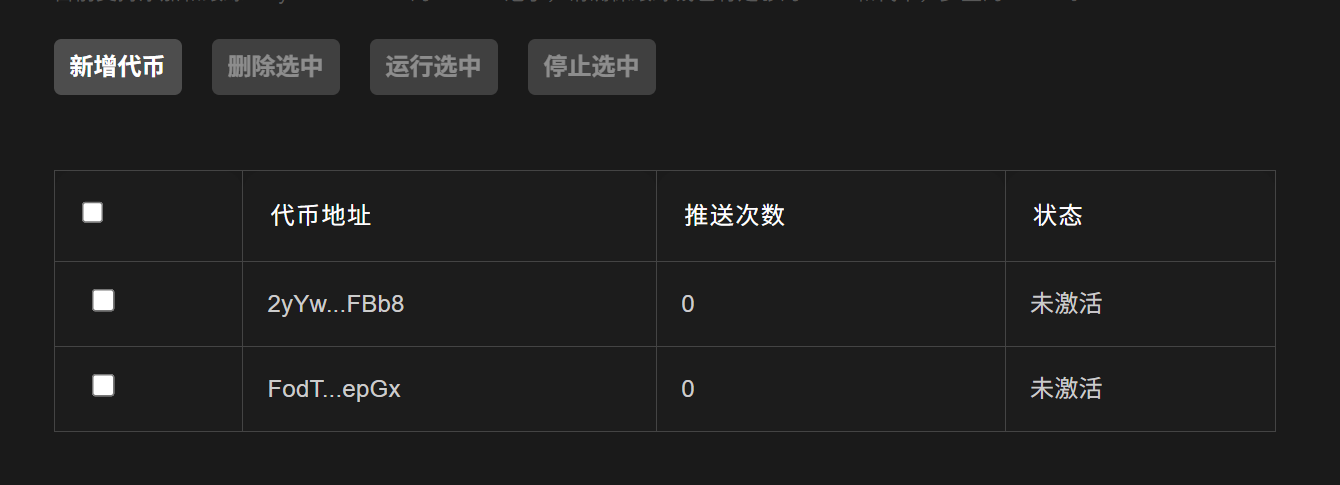 新增代币 删除选中 运行选中 停止选中
代币地址 推送次数 状态
2yYw...FBb8 0 未激活
FodT...epGx 0 未激活